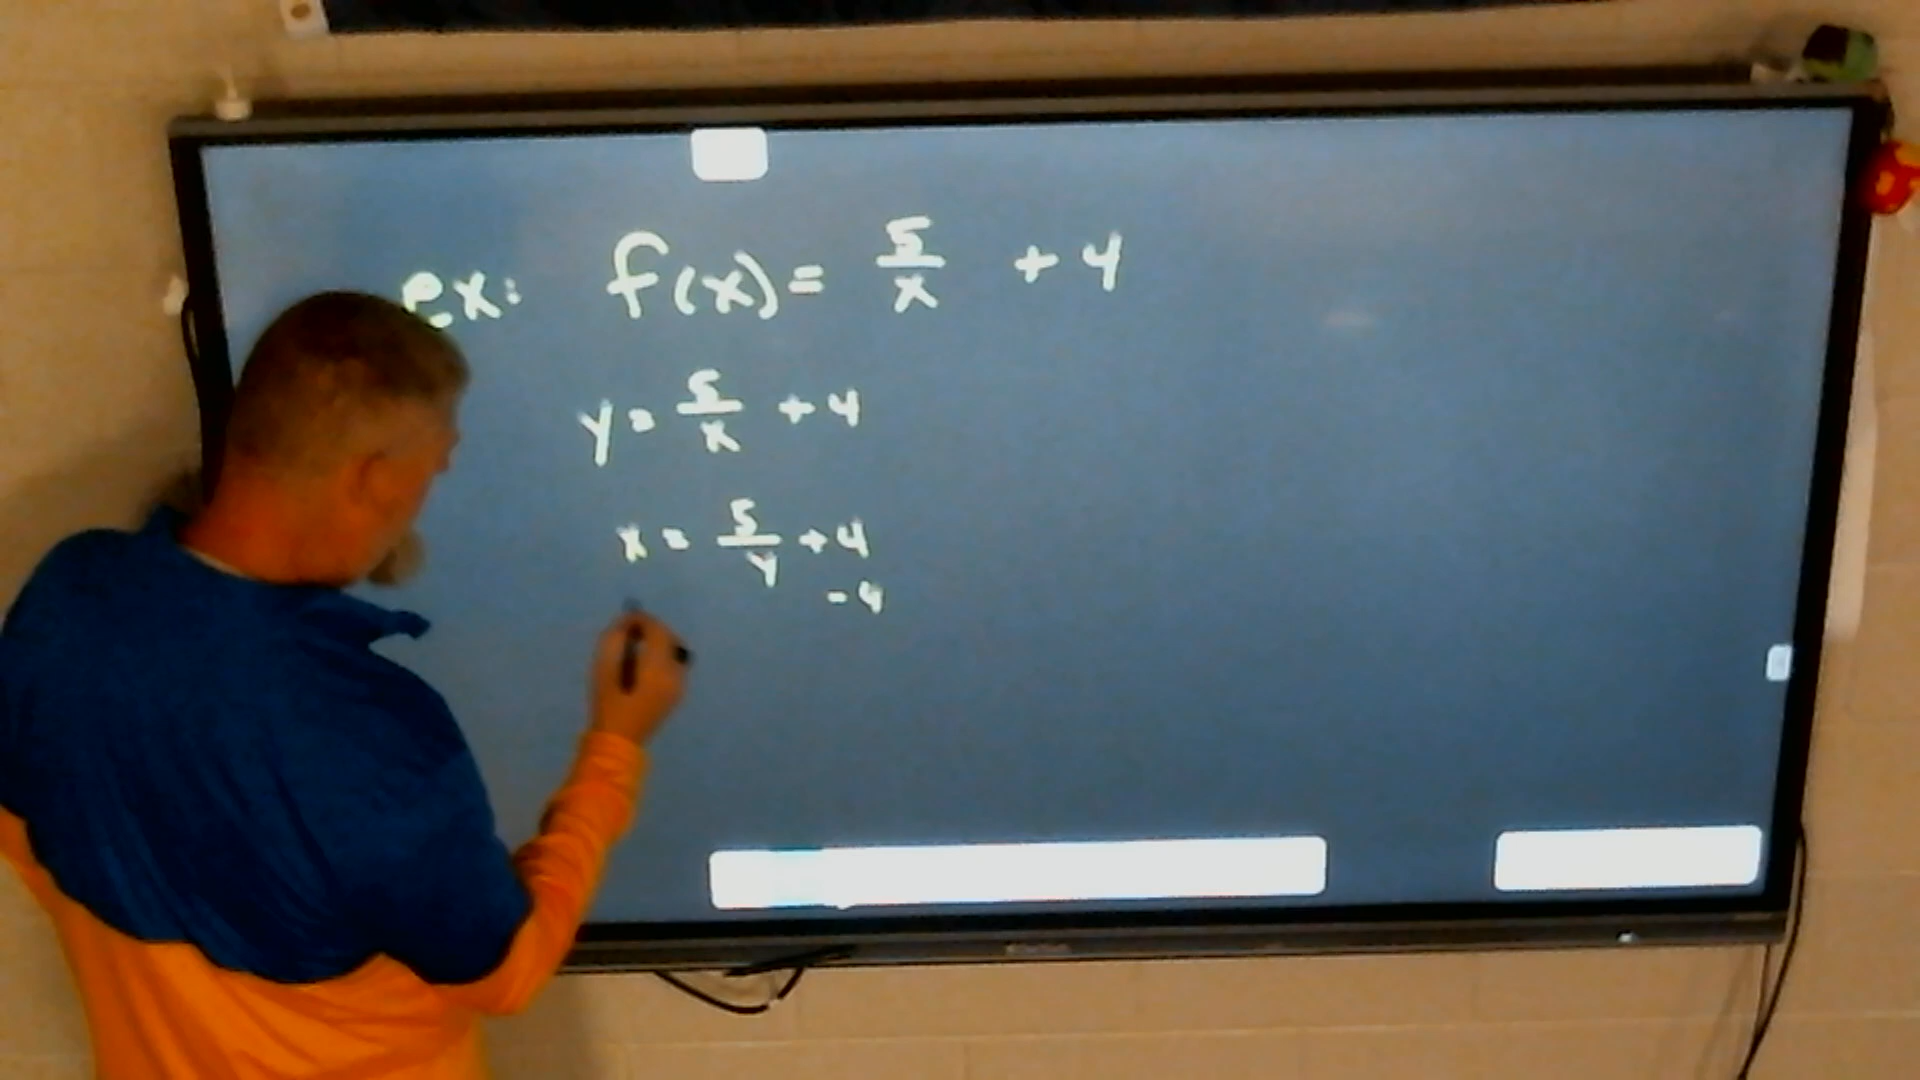 ex: f(x) = 5/x + 4
y = 5/x + 4
x = 5/y + 4
- 4